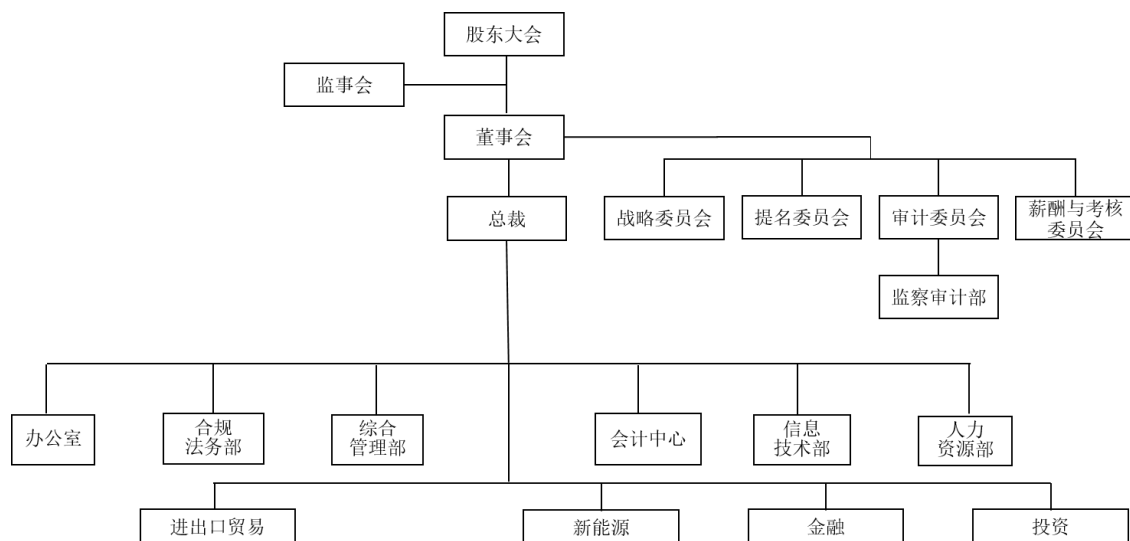 股东大会
监事会
董事会
总裁
战略委员会
提名委员会
审计委员会
薪酬与考核
委员会
监察审计部
办公室
合规
法务部
综合
管理部
会计中心
信息
技术部
人力
资源部
进出口贸易
新能源
金融
投资